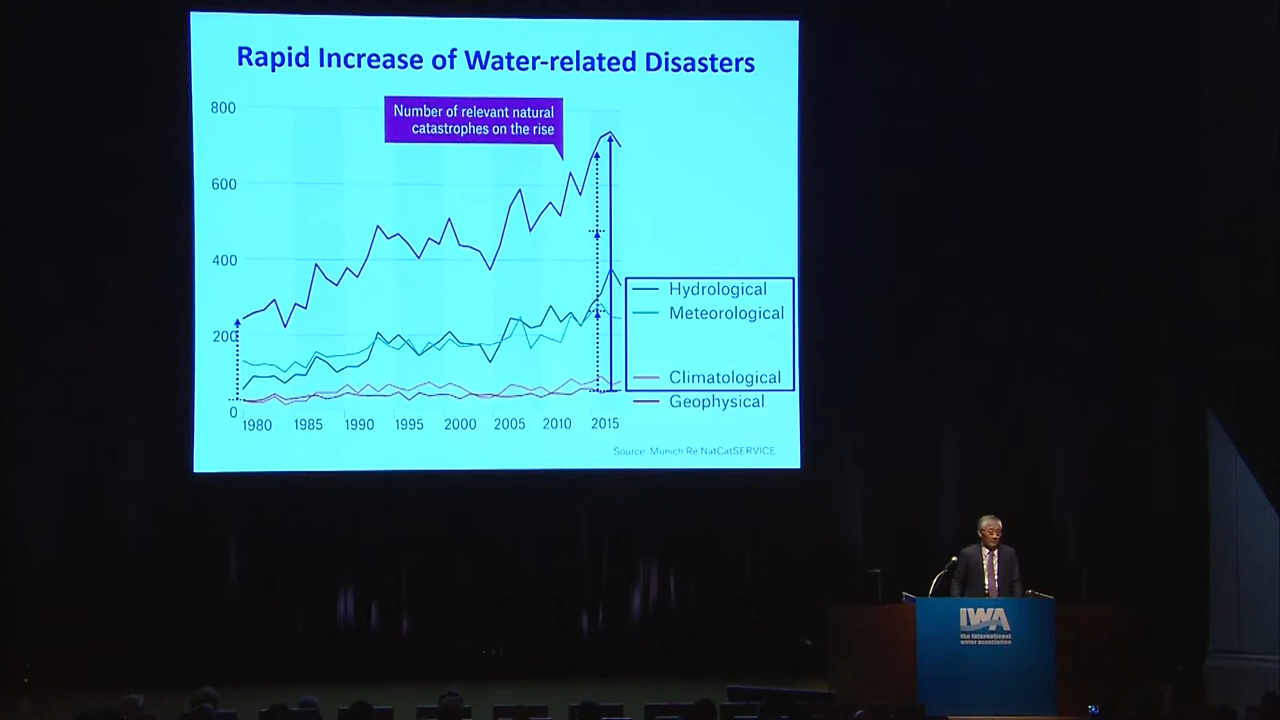 Rapid Increase of Water-related Disasters
Number of relevant natural
catastrophes on the rise
800
600
400
200
0
1980 1985 1990 1995 2000 2005 2010 2015
Hydrological
Meteorological
Climatological
Geophysical
Source: Munich Re NatCatSERVICE
IWA
the international
water association